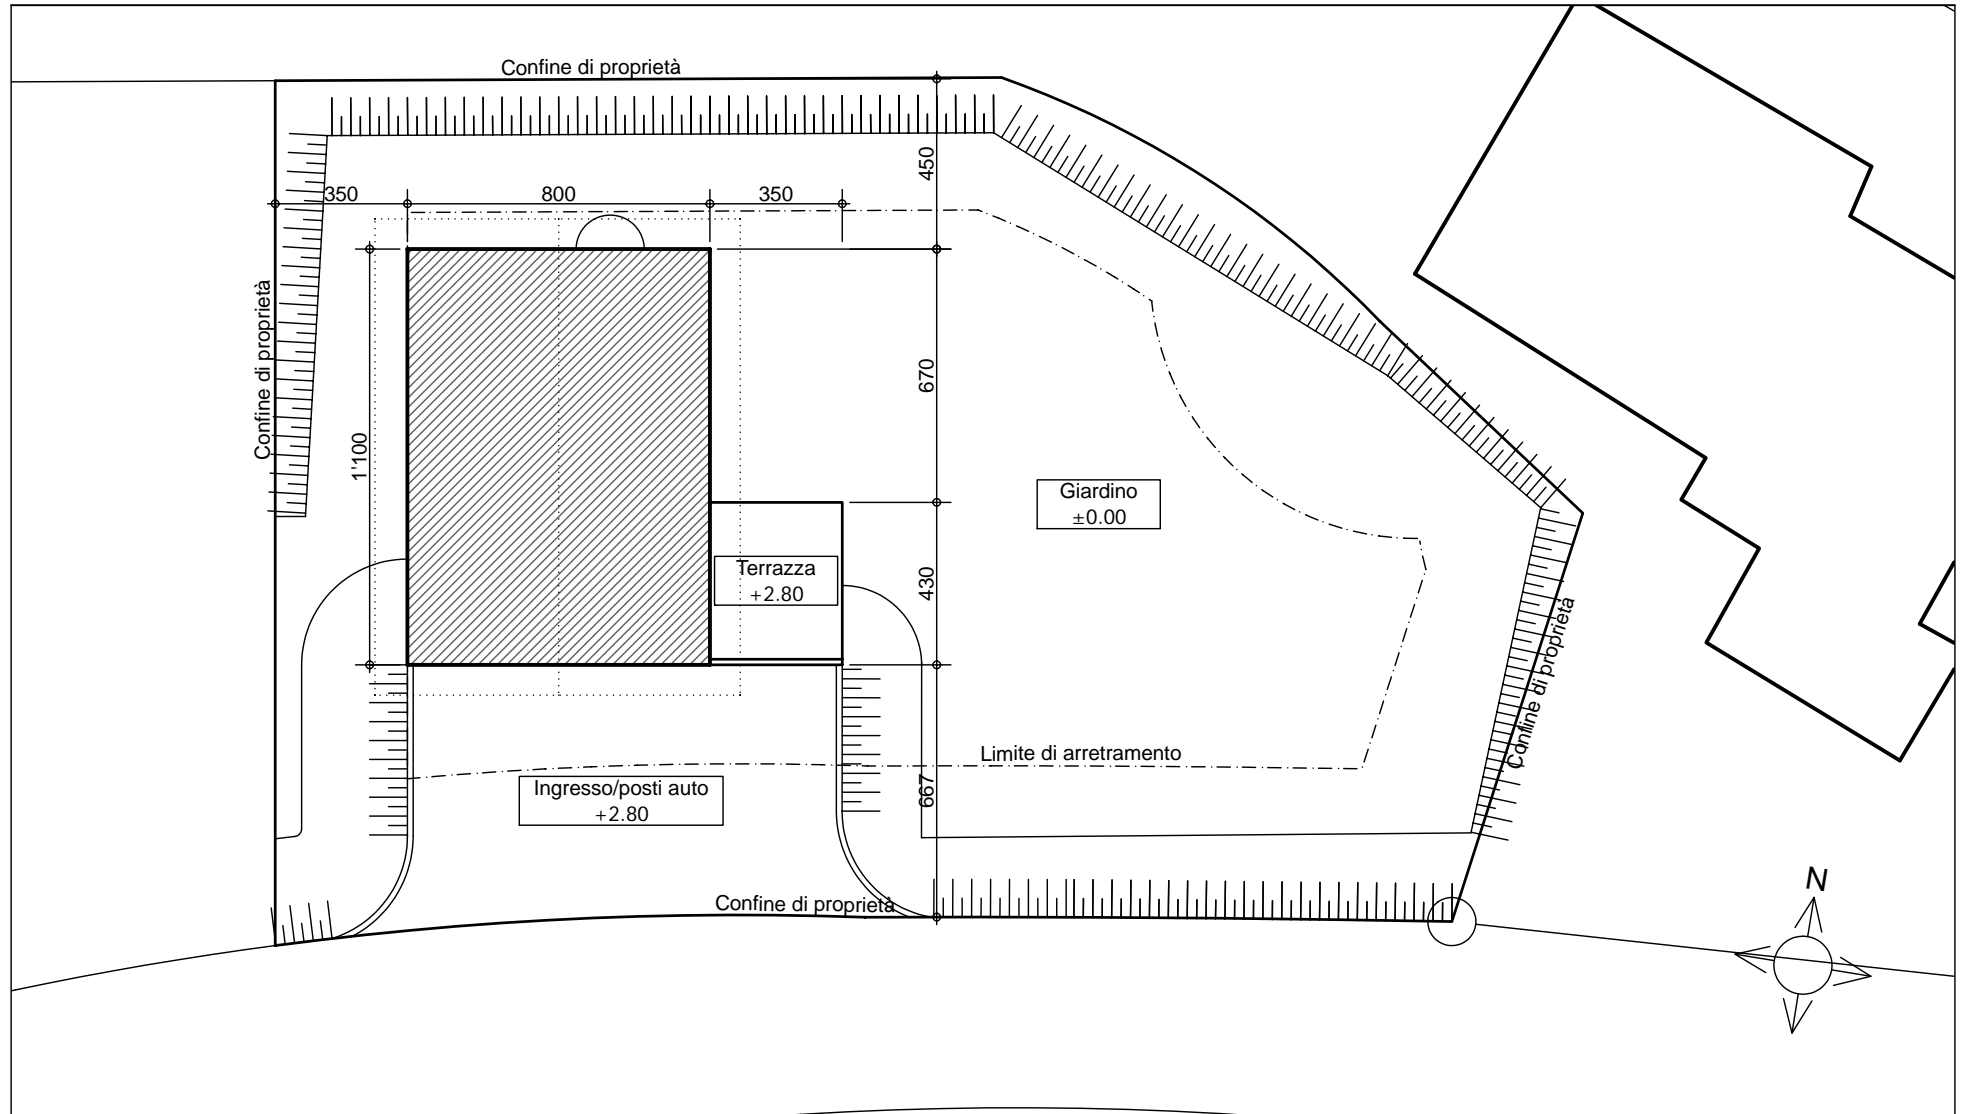 Confine di proprietà
450
350
800
350
Confine di proprietà
1'100
670
Giardino
±0.00
Terrazza
+2.80
430
Confine di proprietà
Limite di arretramento
Ingresso/posti auto
+2.80
667
Confine di proprietà
N